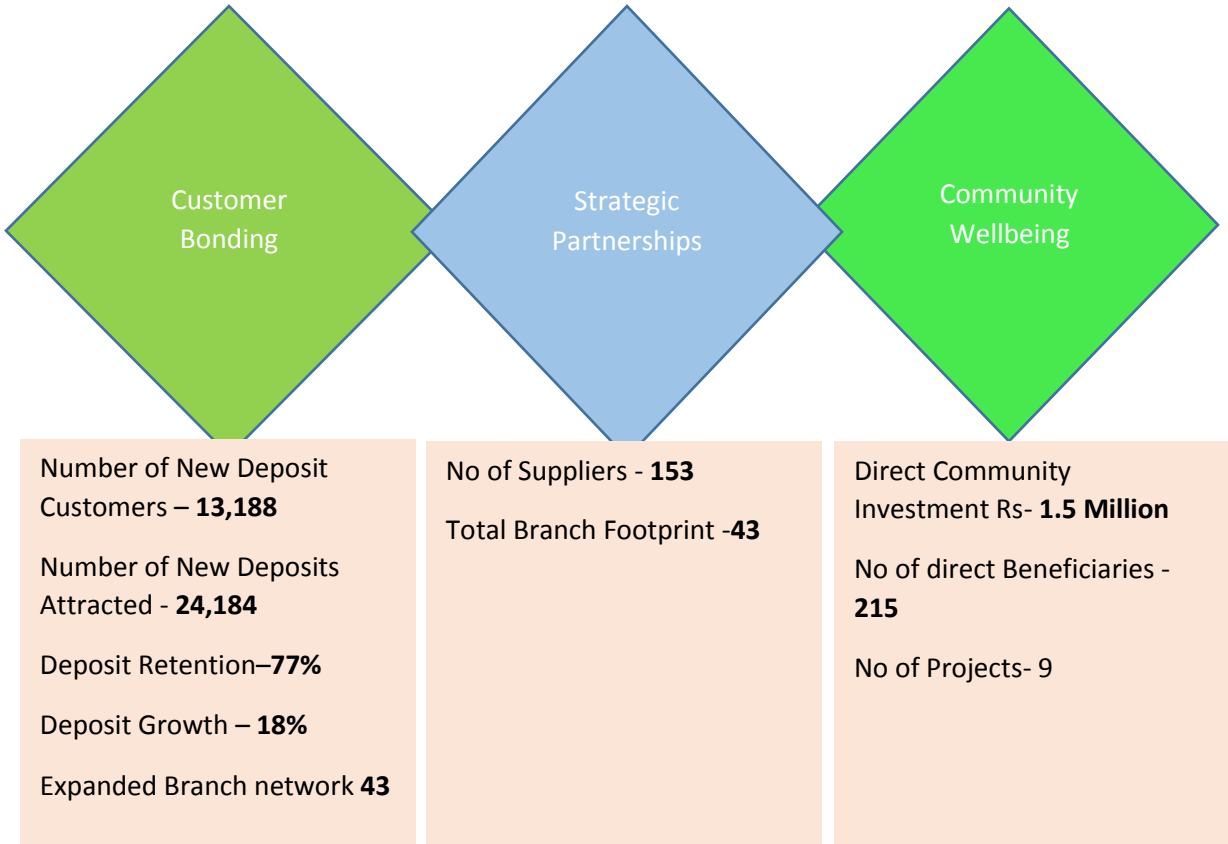 Customer
Bonding
Strategic
Partnerships
Community
Wellbeing
Number of New Deposit
Customers – 13,188
Number of New Deposits
Attracted - 24,184
Deposit Retention–77%
Deposit Growth – 18%
Expanded Branch network 43
No of Suppliers - 153
Total Branch Footprint -43
Direct Community
Investment Rs- 1.5 Million
No of direct Beneficiaries -
215
No of Projects- 9